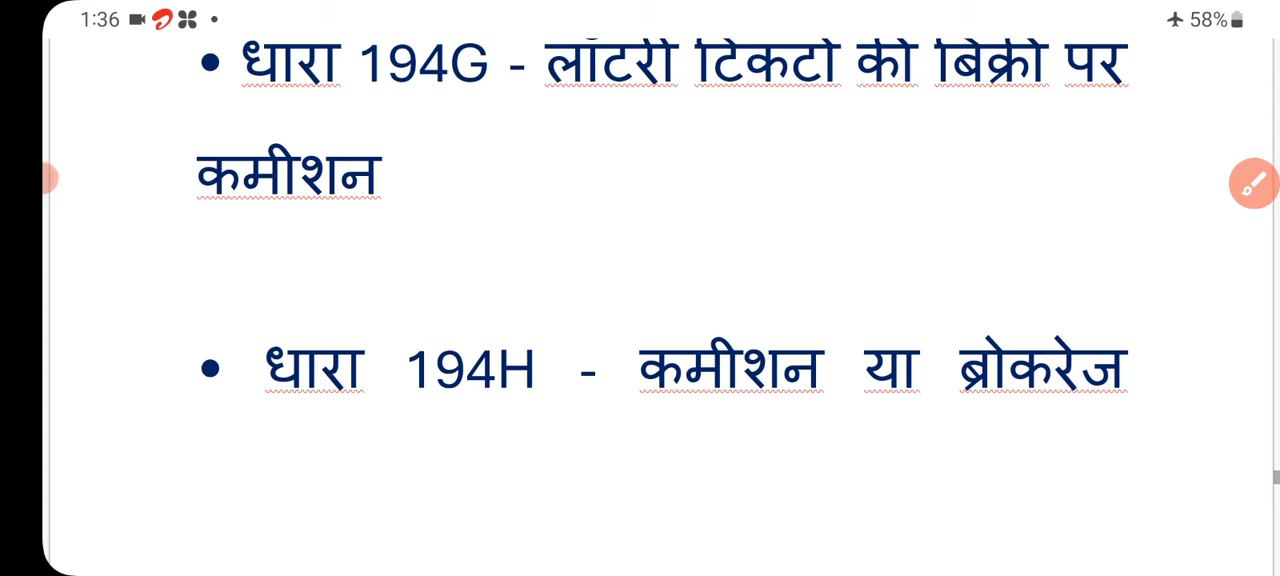 1:36
58%
• धारा 194G - लॉटरी टिकटों की बिक्री पर
कमीशन
• धारा 194H - कमीशन या ब्रोकरेज